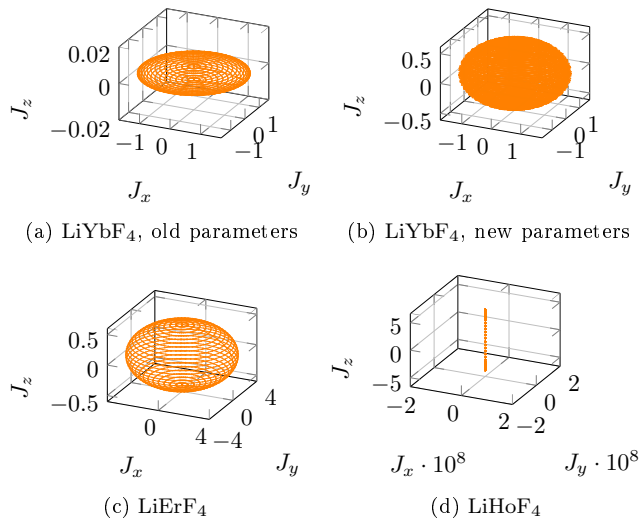 0.02
0
−0.02
J_z
−1 0 1
−1 0 1
J_x
J_y
(a) LiYbF₄, old parameters
0.5
0
−0.5
J_z
−1 0 1
−1 0 1
J_x
J_y
(b) LiYbF₄, new parameters
0.5
0
−0.5
J_z
0 4
−4 0 4
J_x
J_y
(c) LiErF₄
5
0
−5
J_z
−2 0 2
−2 0 2
J_x · 10⁸
J_y · 10⁸
(d) LiHoF₄